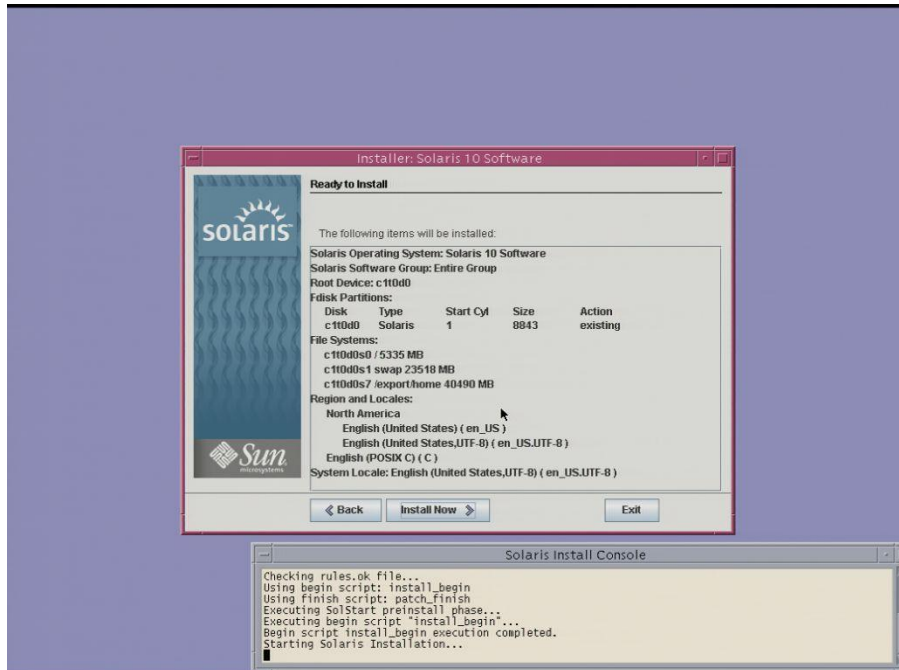 Installer: Solaris 10 Software
Ready to Install
solaris
The following items will be installed:
Solaris Operating System: Solaris 10 Software
Solaris Software Group: Entire Group
Root Device: c1t0d0
Fdisk Partitions:
Disk Type Start Cyl Size Action
c1t0d0 Solaris 1 8843 existing
File Systems:
c1t0d0s0 / 5335 MB
c1t0d0s1 swap 23518 MB
c1t0d0s7 /export/home 40490 MB
Region and Locales:
North America
English (United States) ( en_US )
English (United States,UTF-8) ( en_US.UTF-8 )
English (POSIX C) ( C )
System Locale: English (United States,UTF-8) ( en_US.UTF-8 )
Sun
microsystems
Back Install Now Exit
Solaris Install Console
Checking rules.ok file...
Using begin script: install_begin
Using finish script: patch_finish
Executing SolStart preinstall phase...
Executing begin script "install_begin"...
Begin script install_begin execution completed.
Starting Solaris Installation...